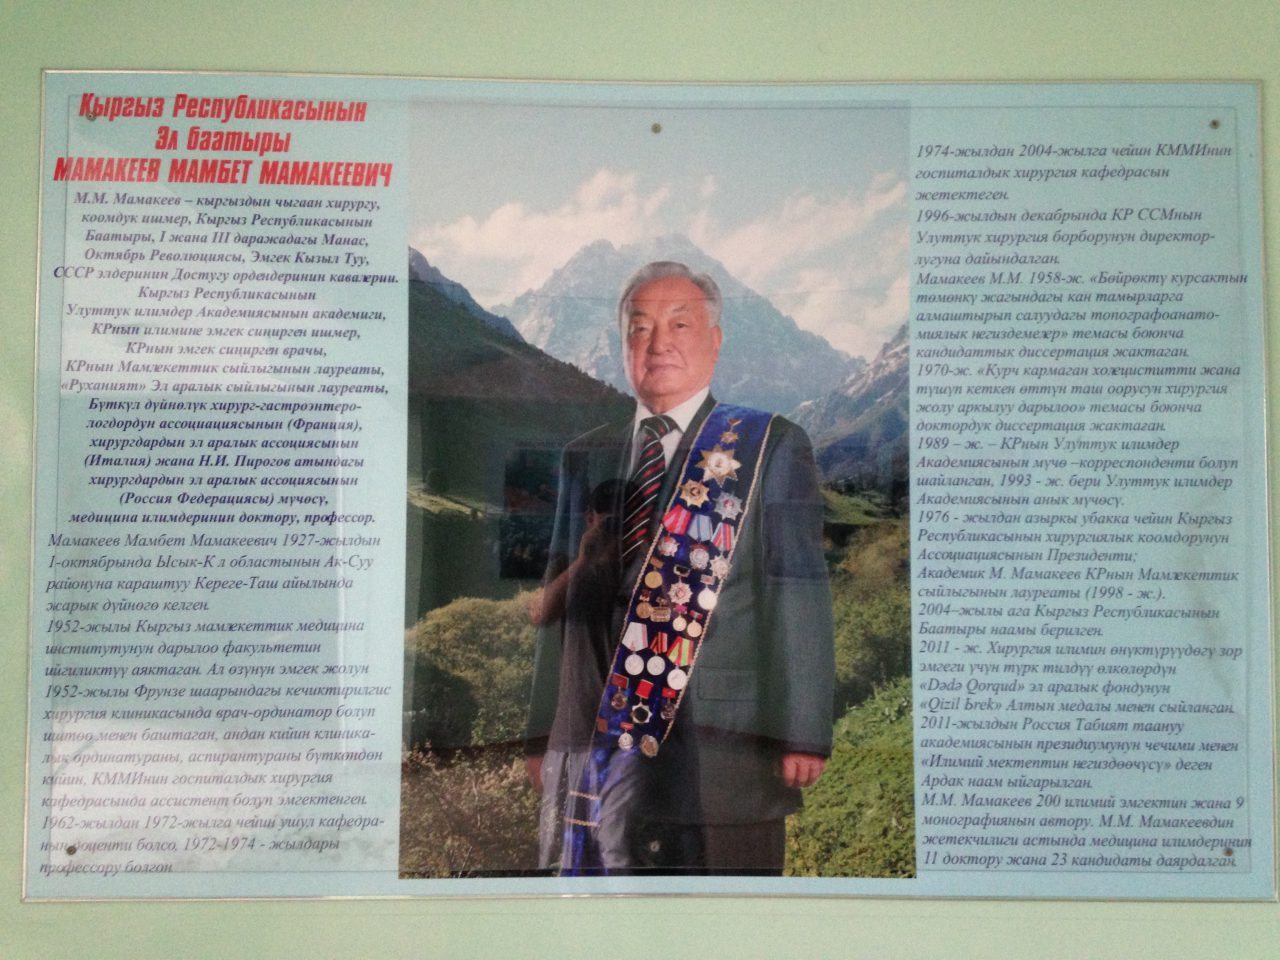 Кыргыз Республикасынын
Эл баатыры
МАМАКЕЕВ МАМБЕТ МАМАКЕЕВИЧ
М.М. Мамакеев – кыргыздын чыгаан хирургу,
коомдук ишмер, Кыргыз Республикасынын
Баатыры, I жана III даражадагы Манас,
Октябрь Революциясы, Эмгек Кызыл Туу,
СССР элдеринин Достугу ордендеринин кавалери.
Кыргыз Республикасынын
Улуттук илимдер Академиясынын академиги,
КРнын илимине эмгек сиңирген ишмер,
КРнын эмгек сиңирген врачы,
КРнын Мамлекеттик сыйлыгынын лауреаты,
«Руханият» Эл аралык сыйлыгынын лауреаты,
Бүткүл дүйнөлүк хирург-гастроэнтеро-
логдордун ассоциациясынын (Франция),
хирургдардын эл аралык ассоциясынын
(Италия) жана Н.И. Пирогов атындагы
хирургдардын эл аралык ассоциясынын
(Россия Федерациясы) мүчөсү,
медицина илимдеринин доктору, профессор.
Мамакеев Мамбет Мамакеевич 1927-жылдын
1-октябрында Ысык-К л областынын Ак-Суу
районуна караштуу Кереге-Таш айылында
жарык дүйнөгө келген.
1952-жылы Кыргыз мамлекеттик медицина
институтунун дарылоо факультетин
ийгиликтүү аяктаган. Ал өзүнүн эмгек жолун
1952-жылы Фрунзе шаарындагы кечиктирилгис
хирургия клиникасында врач-ординатор болуп
иштөө менен баштаган, андан кийин клиника-
лык ординатураны, аспирантураны бүткөндөн
кийин, КММИнин госпиталдык хирургия
кафедрасында ассистент болуп эмгектенген.
1962-жылдан 1972-жылга чейин ушул кафедра-
нын доценти болсо, 1972-1974 - жылдары
профессору болгон
1974-жылдан 2004-жылга чейин КММИнин
госпиталдык хирургия кафедрасын
жетектеген.
1996-жылдын декабрында КР ССМнын
Улуттук хирургия борборунун директор-
лугуна дайындалган.
Мамакеев М.М. 1958-ж. «Бөйрөктү курсактын
төмөнкү жагындагы кан тамырларга
алмаштырып салуудагы топографоанато-
миялык негиздемелер» темасы боюнча
кандидаттык диссертация жактаган.
1970-ж. «Курч кармаган холециститти жана
түшүп кеткен өттүн таш оорусун хирургия
жолу аркылуу дарылоо» темасы боюнча
доктордук диссертация жактаган.
1989 – ж. – КРнын Улуттук илимдер
Академиясынын мүчө –корреспонденти болуп
шайланган, 1993 - ж. бери Улуттук илимдер
Академиясынын анык мүчөсү.
1976 - жылдан азыркы убакка чейин Кыргыз
Республикасынын хирургиялык коомдорунун
Ассоциациясынын Президенти;
Академик М. Мамакеев КРнын Мамлекеттик
сыйлыгынын лауреаты (1998 - ж.).
2004–жылы ага Кыргыз Республикасынын
Баатыры наамы берилген.
2011 - ж. Хирургия илимин өнүктүрүүдөгү зор
эмгеги үчүн түрк тилдүү өлкөлөрдүн
«Dədə Qorqud» эл аралык фондунун
«Qizil Ьrek» Алтын медалы менен сыйланган.
2011-жылдын Россия Табият таануу
академиясынын президиумунун чечими менен
«Илимий мектептин негиздөөчүсү» деген
Ардак наам ыйгарылган.
М.М. Мамакеев 200 илимий эмгектин жана 9
монографиянын автору. М.М. Мамакеевдин
жетекчилиги астында медицина илимдеринин
11 доктору жана 23 кандидаты даярдалган.